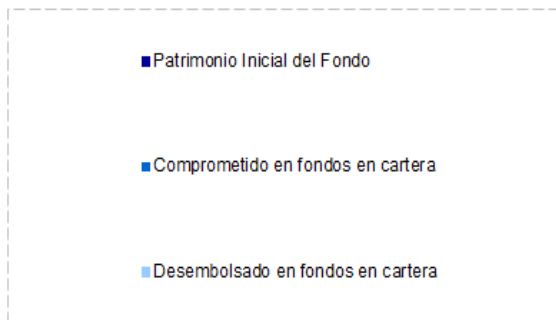 Patrimonio Inicial del Fondo
Comprometido en fondos en cartera
Desembolsado en fondos en cartera